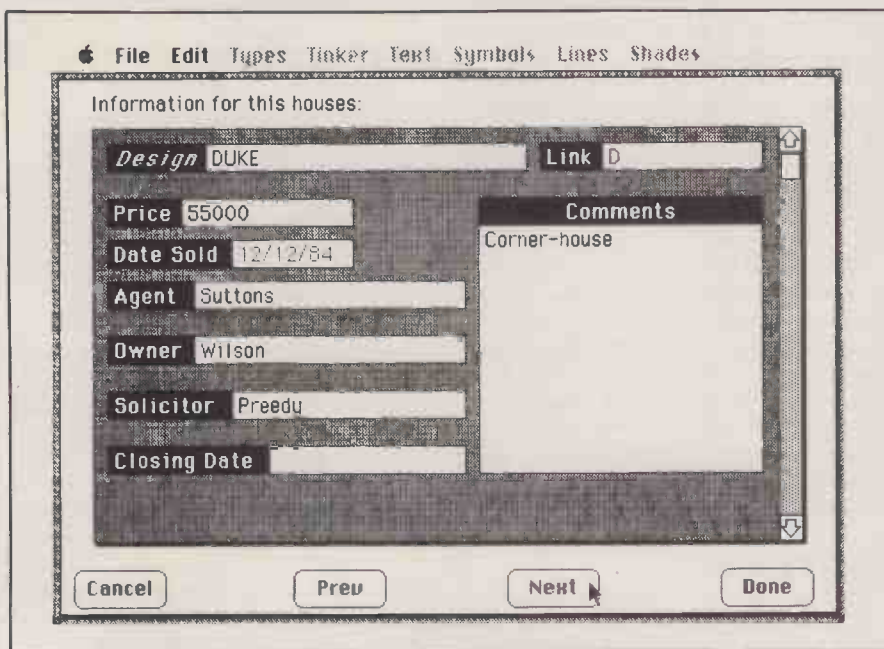 File Edit Types Tinker Text Symbols Lines Shades
Information for this houses:
Design DUKE Link D
Price 55000
Date Sold 12/12/84
Comments
Corner-house
Agent Suttons
Owner Wilson
Solicitor Preedy
Closing Date
Cancel Prev Next Done